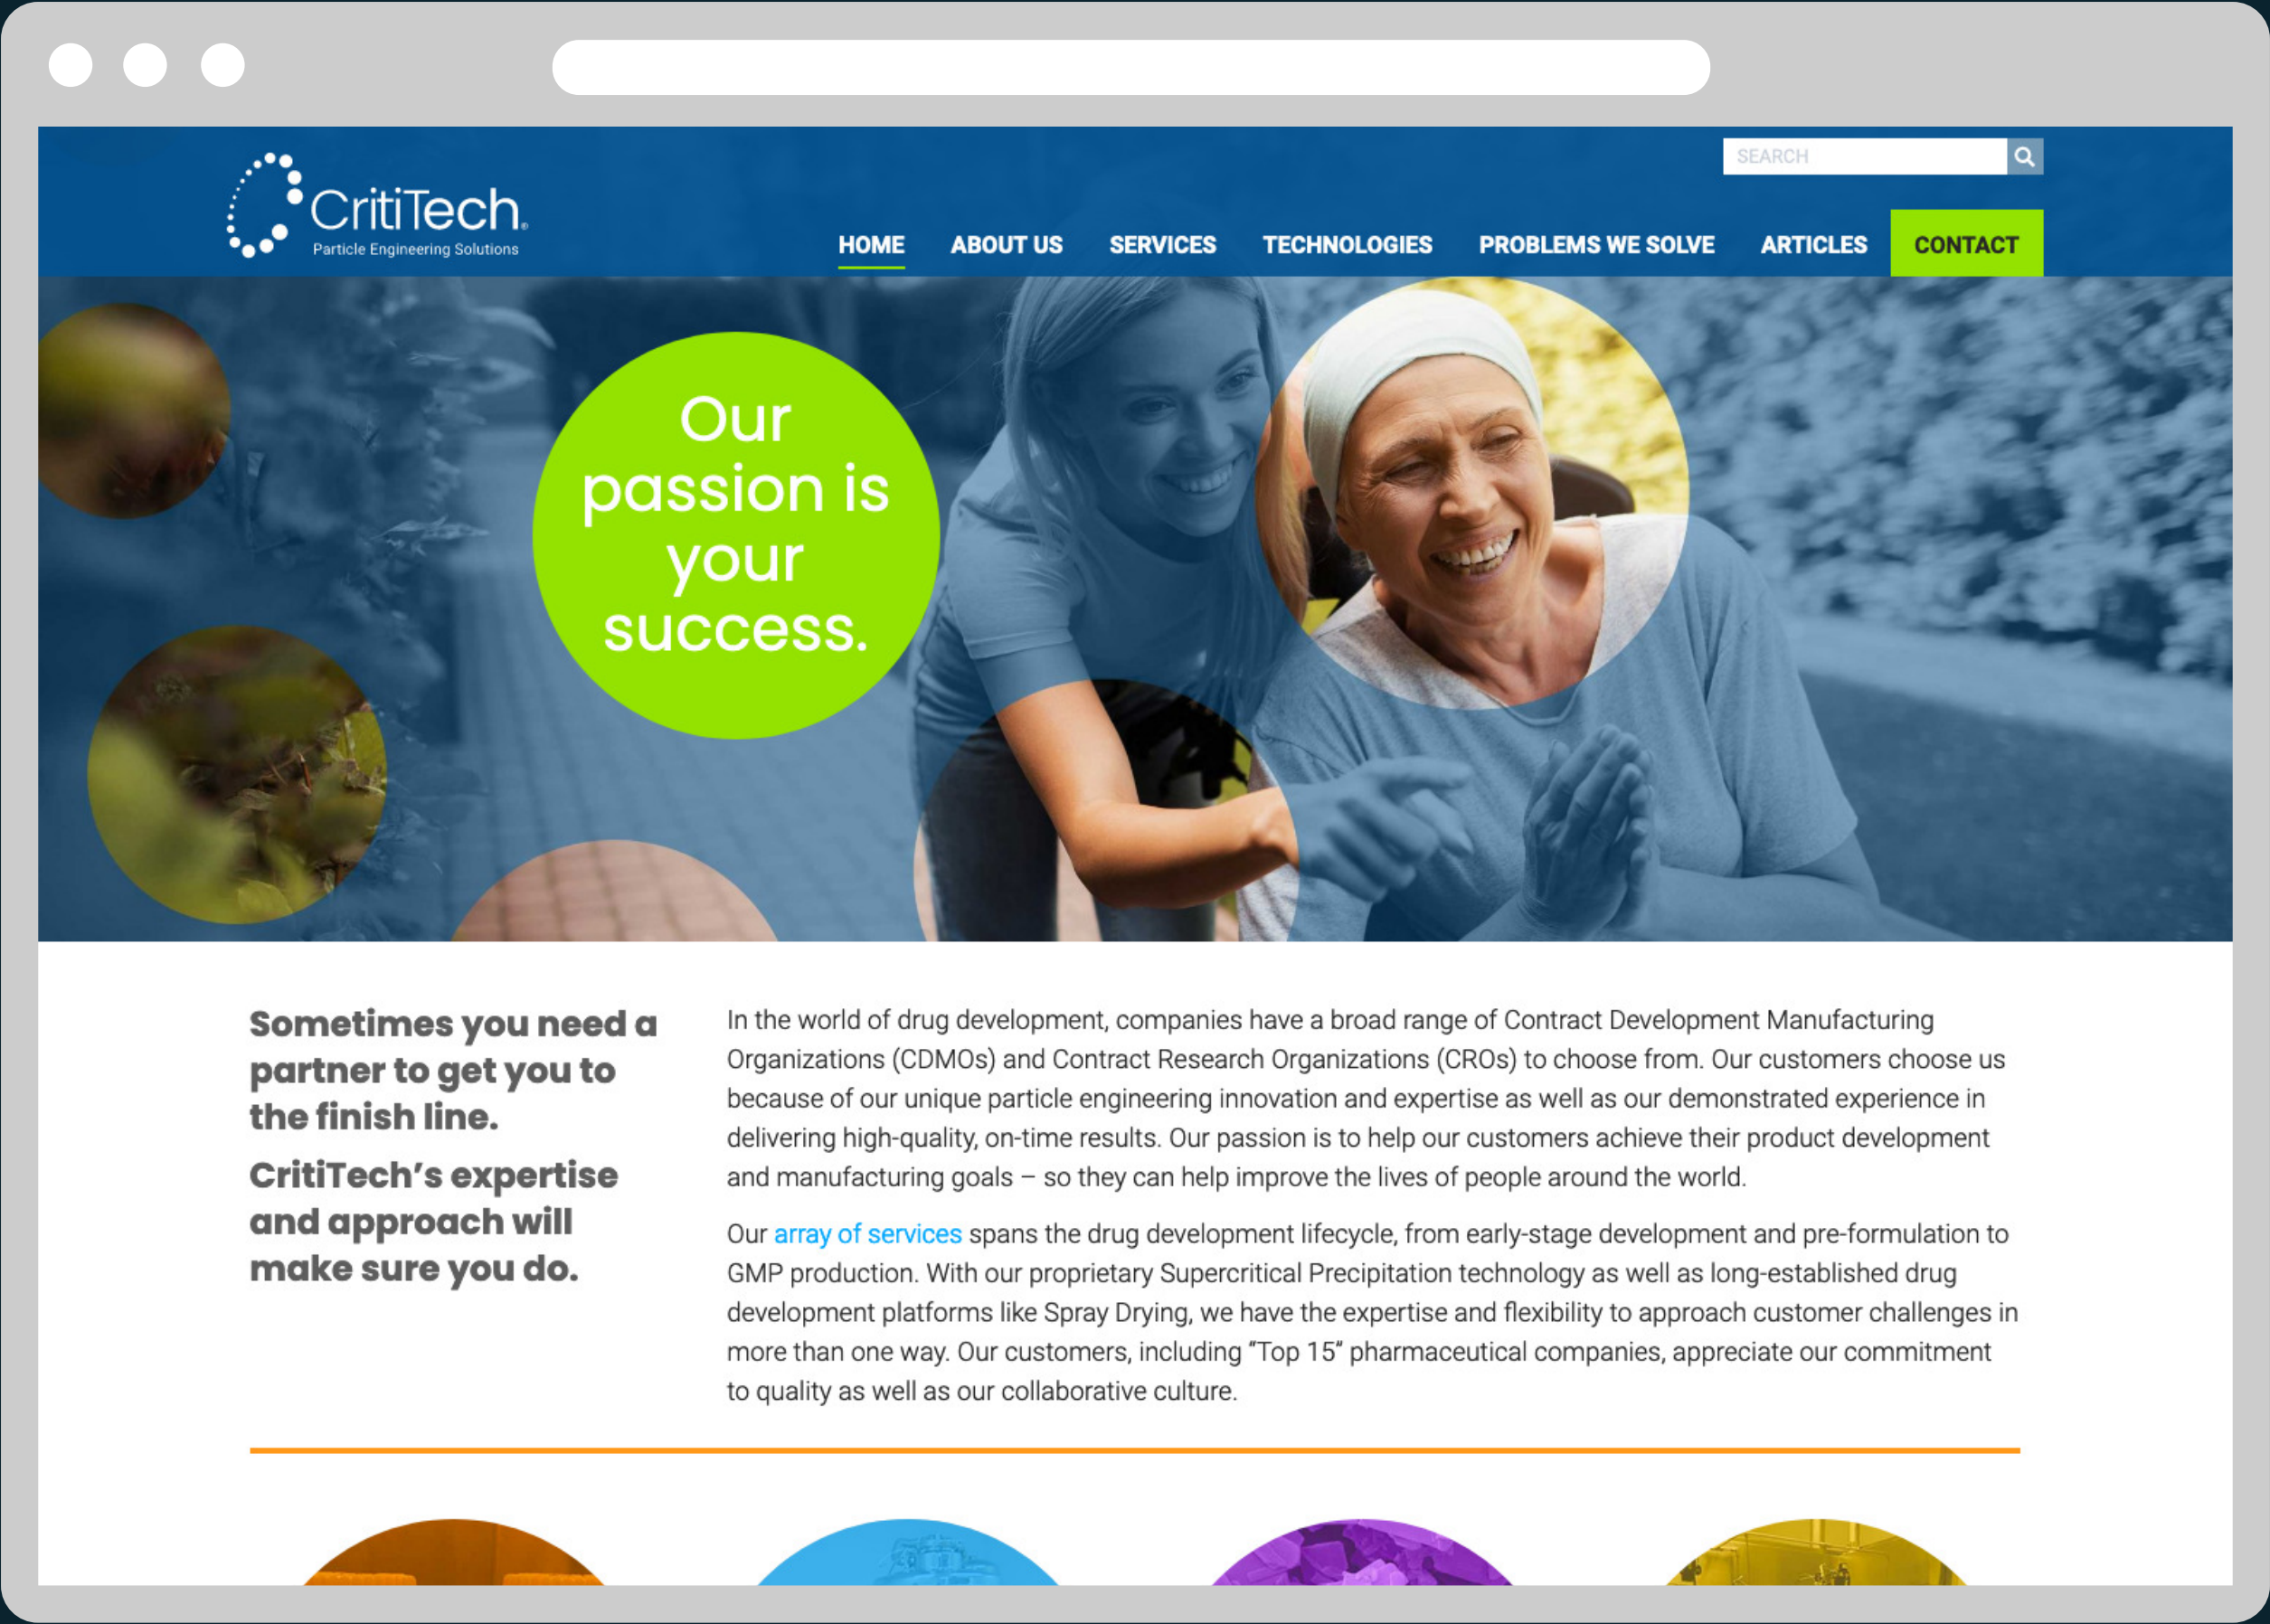 SEARCH
CritiTech®
Particle Engineering Solutions
HOME ABOUT US SERVICES TECHNOLOGIES PROBLEMS WE SOLVE ARTICLES CONTACT
Our
passion is
your
success.
Sometimes you need a
partner to get you to
the finish line.
CritiTech’s expertise
and approach will
make sure you do.
In the world of drug development, companies have a broad range of Contract Development Manufacturing
Organizations (CDMOs) and Contract Research Organizations (CROs) to choose from. Our customers choose us
because of our unique particle engineering innovation and expertise as well as our demonstrated experience in
delivering high-quality, on-time results. Our passion is to help our customers achieve their product development
and manufacturing goals – so they can help improve the lives of people around the world.
Our array of services spans the drug development lifecycle, from early-stage development and pre-formulation to
GMP production. With our proprietary Supercritical Precipitation technology as well as long-established drug
development platforms like Spray Drying, we have the expertise and flexibility to approach customer challenges in
more than one way. Our customers, including “Top 15” pharmaceutical companies, appreciate our commitment
to quality as well as our collaborative culture.